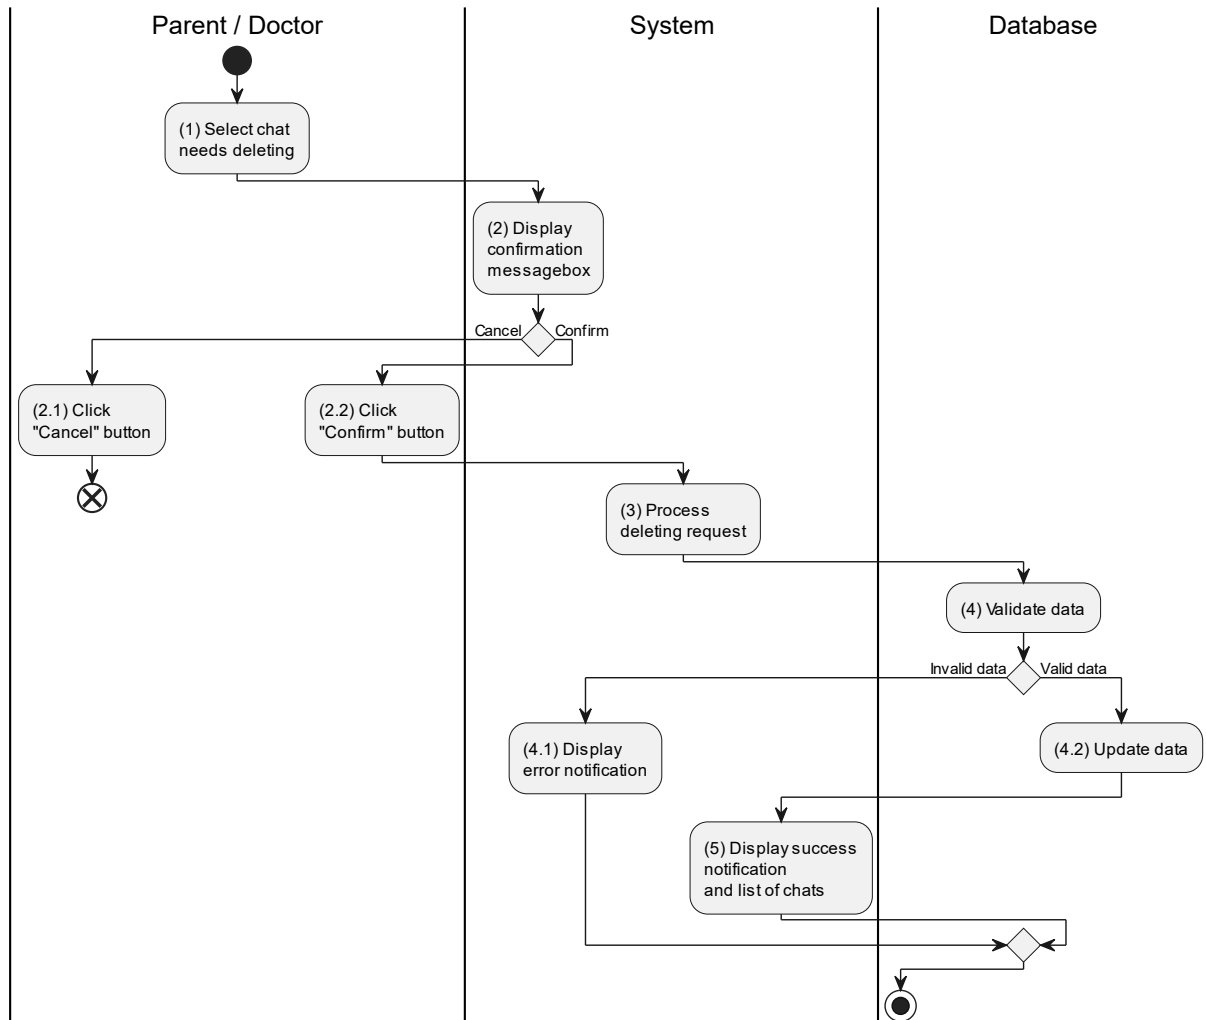 Parent / Doctor
System
Database
(1) Select chat
needs deleting
(2) Display
confirmation
messagebox
Cancel
Confirm
(2.1) Click
"Cancel" button
(2.2) Click
"Confirm" button
(3) Process
deleting request
(4) Validate data
Invalid data
Valid data
(4.1) Display
error notification
(4.2) Update data
(5) Display success
notification
and list of chats